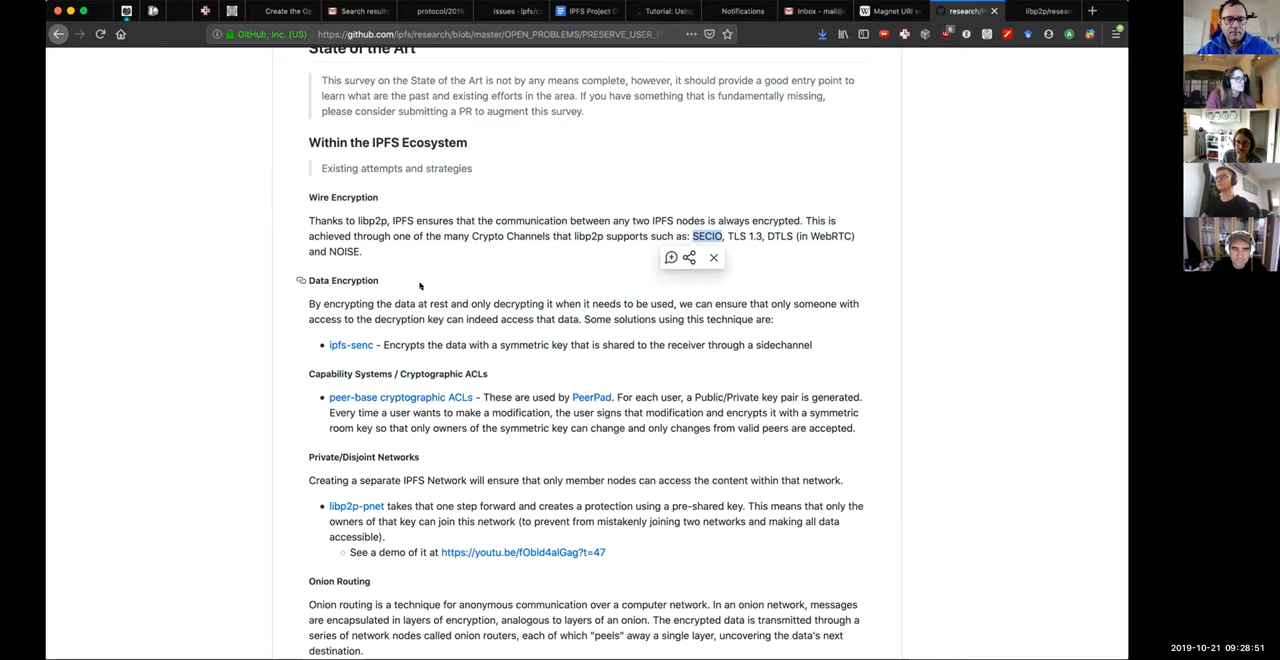 Create the Op
Search results
protocol/2019
issues - ipfs/c
IPFS Project C
Tutorial: Using
Notifications
Inbox - mail@
Magnet URI sc
research/
libp2p/resear
GitHub, Inc. (US)
https://github.com/ipfs/research/blob/master/OPEN_PROBLEMS/PRESERVE_USER_F
State of the Art
This survey on the State of the Art is not by any means complete, however, it should provide a good entry point to
learn what are the past and existing efforts in the area. If you have something that is fundamentally missing,
please consider submitting a PR to augment this survey.
Within the IPFS Ecosystem
Existing attempts and strategies
Wire Encryption
Thanks to libp2p, IPFS ensures that the communication between any two IPFS nodes is always encrypted. This is
achieved through one of the many Crypto Channels that libp2p supports such as: SECIO, TLS 1.3, DTLS (in WebRTC)
and NOISE.
Data Encryption
By encrypting the data at rest and only decrypting it when it needs to be used, we can ensure that only someone with
access to the decryption key can indeed access that data. Some solutions using this technique are:
• ipfs-senc - Encrypts the data with a symmetric key that is shared to the receiver through a sidechannel
Capability Systems / Cryptographic ACLs
• peer-base cryptographic ACLs - These are used by PeerPad. For each user, a Public/Private key pair is generated.
Every time a user wants to make a modification, the user signs that modification and encrypts it with a symmetric
room key so that only owners of the symmetric key can change and only changes from valid peers are accepted.
Private/Disjoint Networks
Creating a separate IPFS Network will ensure that only member nodes can access the content within that network.
• libp2p-pnet takes that one step forward and creates a protection using a pre-shared key. This means that only the
owners of that key can join this network (to prevent from mistakenly joining two networks and making all data
accessible).
○ See a demo of it at https://youtu.be/fObld4alGag?t=47
Onion Routing
Onion routing is a technique for anonymous communication over a computer network. In an onion network, messages
are encapsulated in layers of encryption, analogous to layers of an onion. The encrypted data is transmitted through a
series of network nodes called onion routers, each of which "peels" away a single layer, uncovering the data's next
destination.
2019-10-21 09:28:51